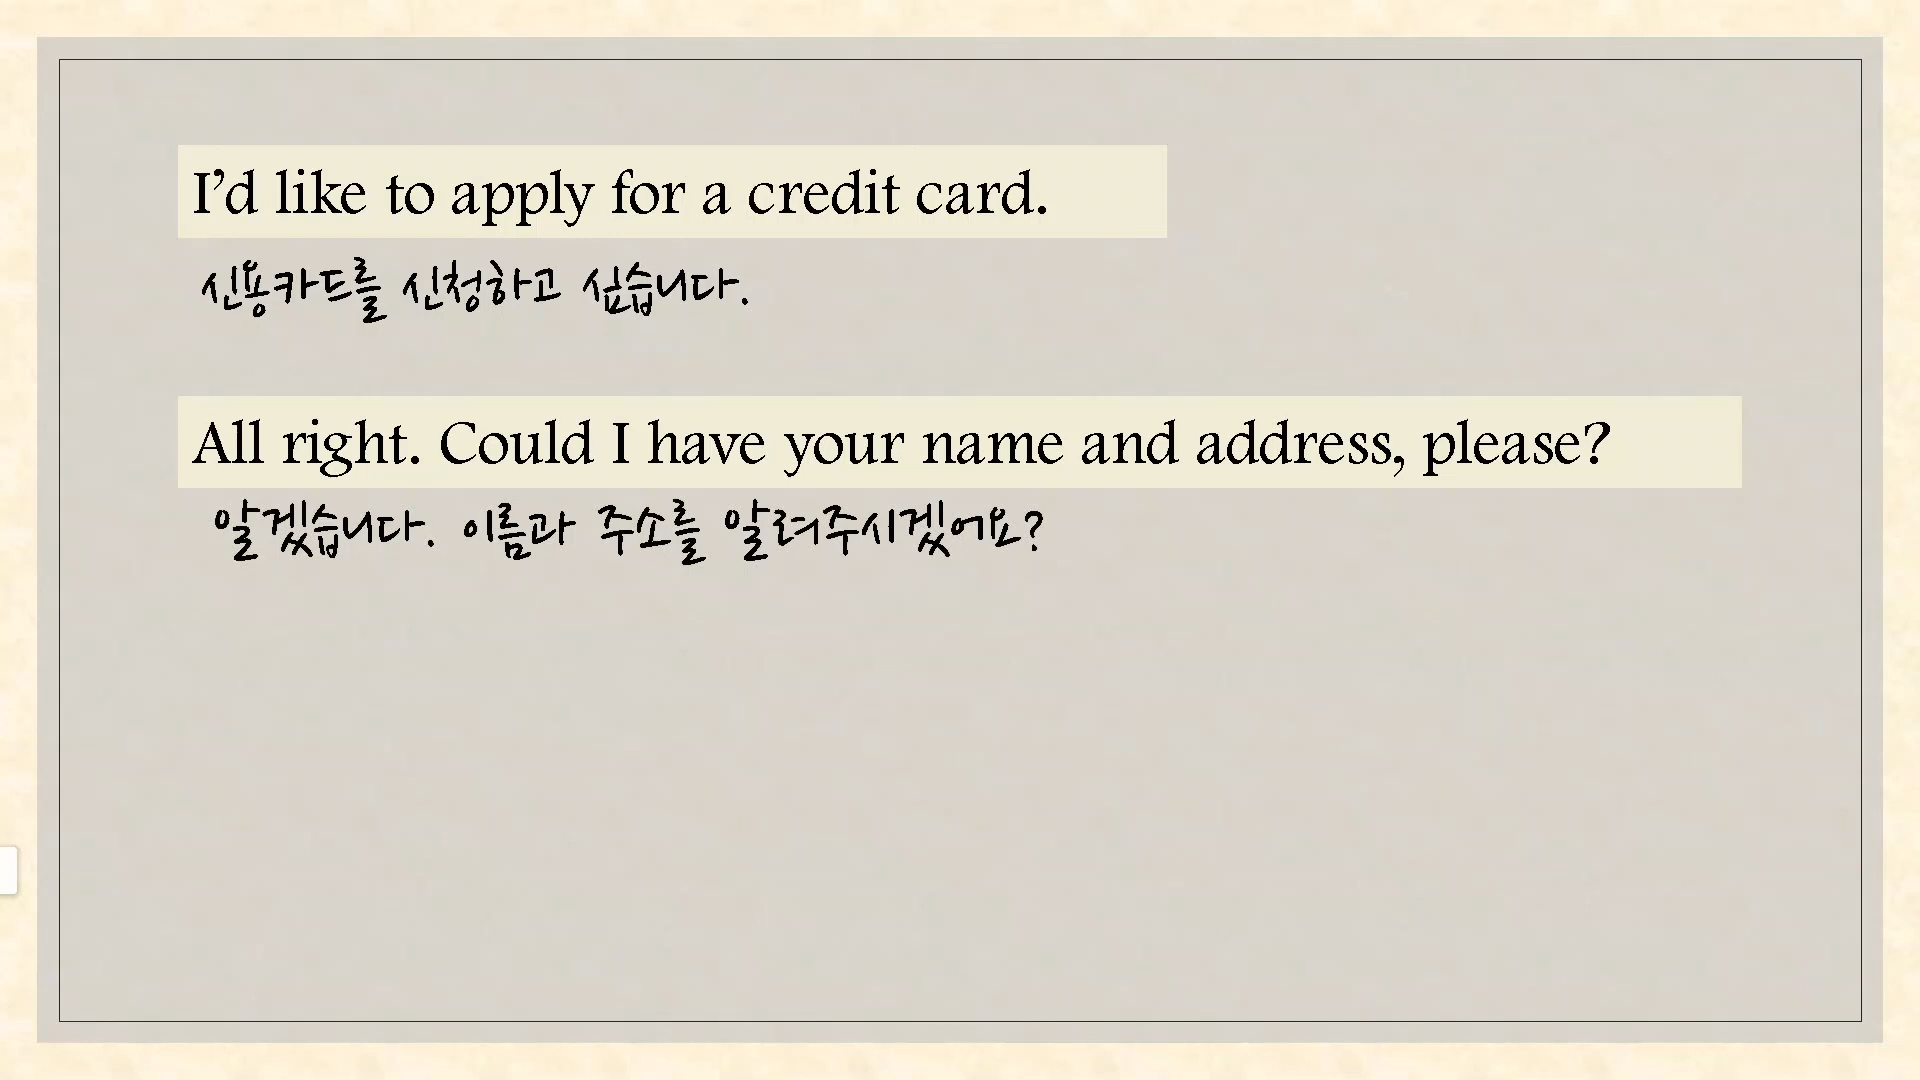 I’d like to apply for a credit card.
신용카드를 신청하고 싶습니다.
All right. Could I have your name and address, please?
알겠습니다. 이름과 주소를 알려주시겠어요?